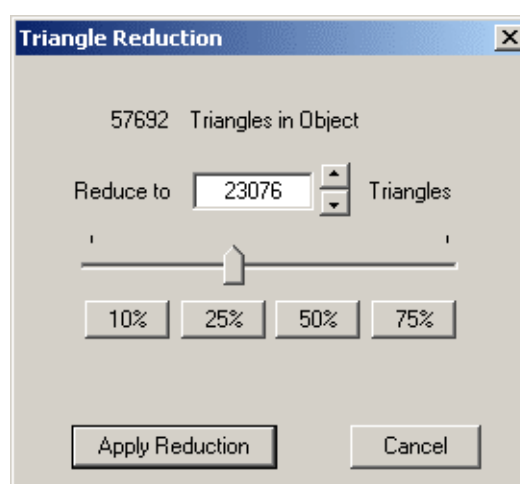 Triangle Reduction
57692 Triangles in Object
Reduce to 23076 Triangles
10% 25% 50% 75%
Apply Reduction Cancel